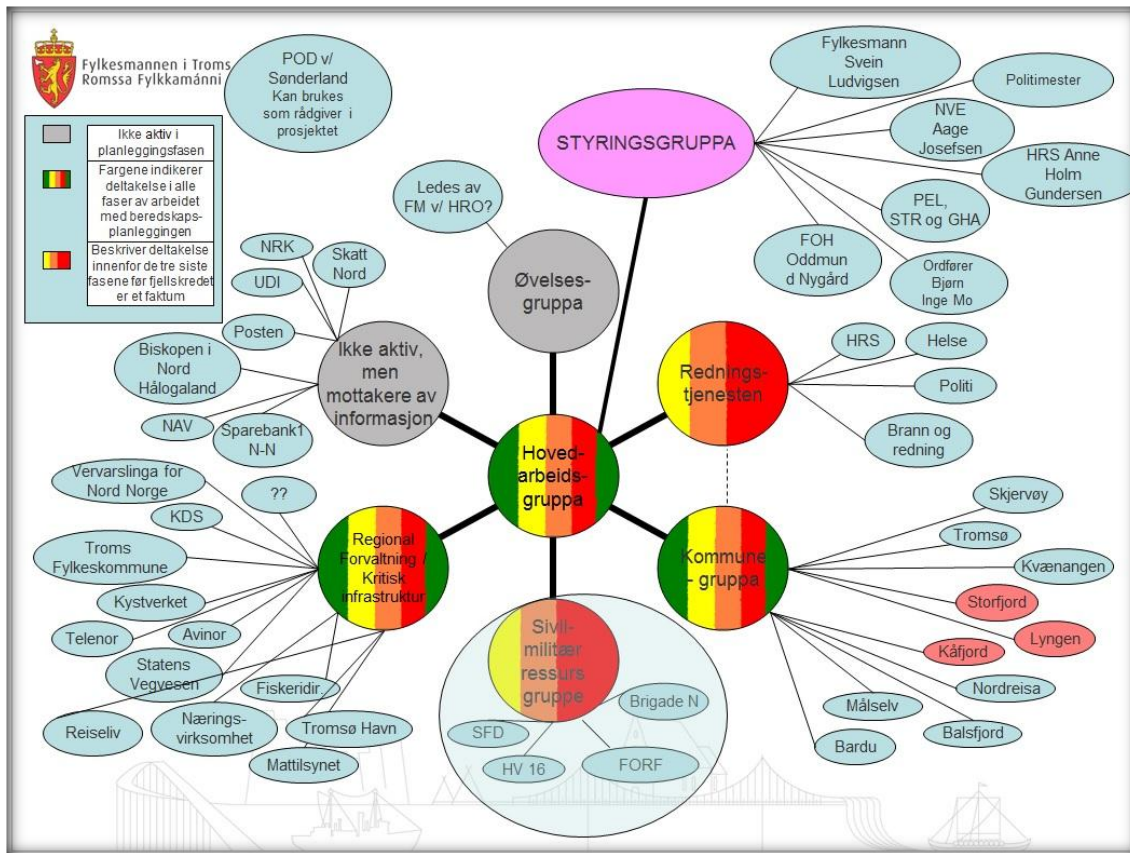 Fylkesmannen i Troms
Romssa Fylkkamánni
Ikke aktiv i
planleggingsfasen
Fargene indikerer
deltakelse i alle
faser av arbeidet
med beredskaps-
planleggingen
Beskriver deltakelse
innenfor de tre siste
fasene før fjellskredet
er et faktum
POD v/
Sønderland
Kan brukes
som rådgiver i
prosjektet
STYRINGSGRUPPA
Fylkesmann
Svein
Ludvigsen
Politimester
NVE
Aage
Josefsen
HRS Anne
Holm
Gundersen
PEL,
STR og GHA
FOH
Oddmun
d Nygård
Ordfører
Bjørn
Inge Mo
Ledes av
FM v/ HRO?
Øvelses-
gruppa
NRK
Skatt
Nord
UDI
Posten
Biskopen i
Nord
Hålogaland
NAV
Sparebank1
N-N
Ikke aktiv,
men
mottakere av
informasjon
Rednings-
tjenesten
HRS
Helse
Politi
Brann og
redning
Hoved-
arbeids-
gruppa
Vervarslinga for
Nord Norge
??
KDS
Troms
Fylkeskommune
Kystverket
Telenor
Avinor
Statens
Vegvesen
Reiseliv
Nærings-
virksomhet
Fiskeridir.
Tromsø Havn
Mattilsynet
Regional
Forvaltning /
Kritisk
infrastruktur
Kommune
- gruppa
Skjervøy
Tromsø
Kvænangen
Storfjord
Lyngen
Kåfjord
Nordreisa
Målselv
Balsfjord
Bardu
Sivil-
militær
ressurs
gruppe
Brigade N
SFD
HV 16
FORF